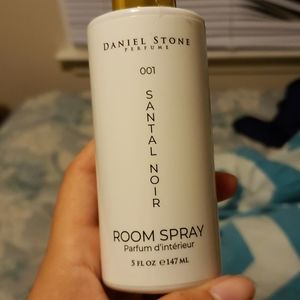 DANIEL STONE
PERFUME
001
SANTAL NOIR
ROOM SPRAY
Parfum d'intérieur
5 FL OZ ℮ 147 ML